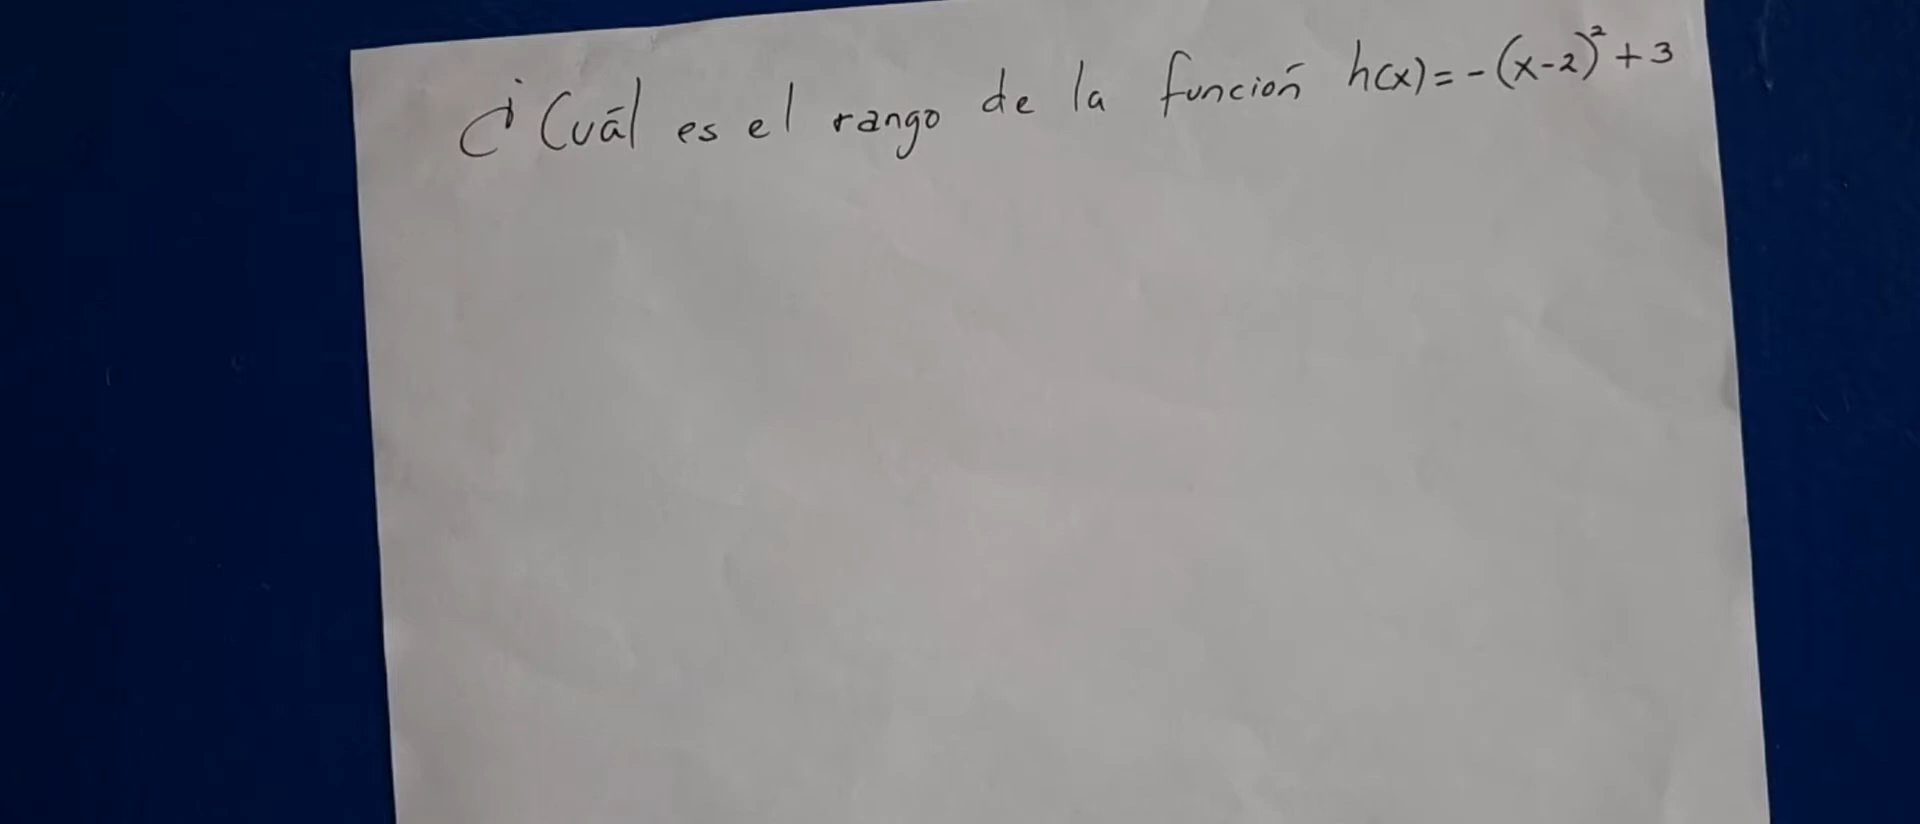 ¿Cuál es el rango de la función h(x) = -(x-2)² + 3